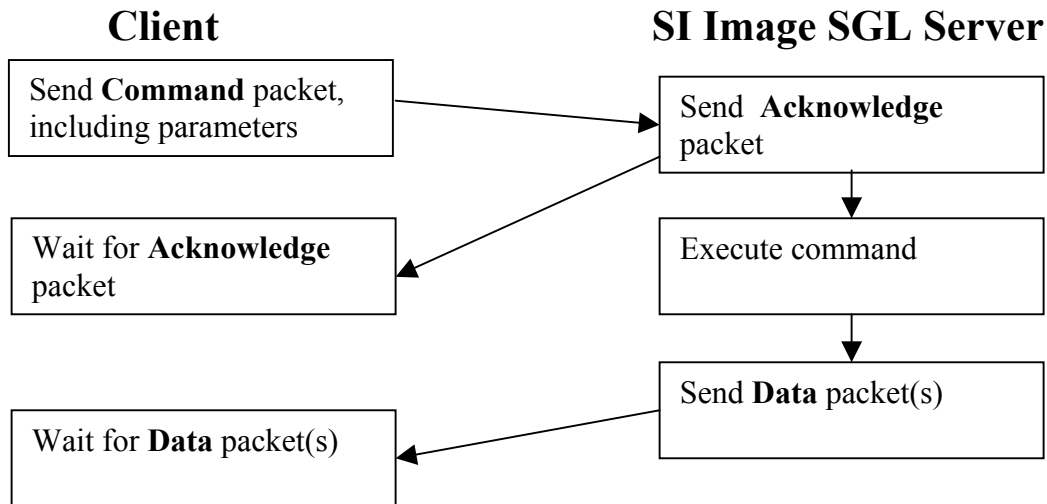 Client
SI Image SGL Server
Send Command packet,
including parameters
Send Acknowledge
packet
Wait for Acknowledge
packet
Execute command
Send Data packet(s)
Wait for Data packet(s)